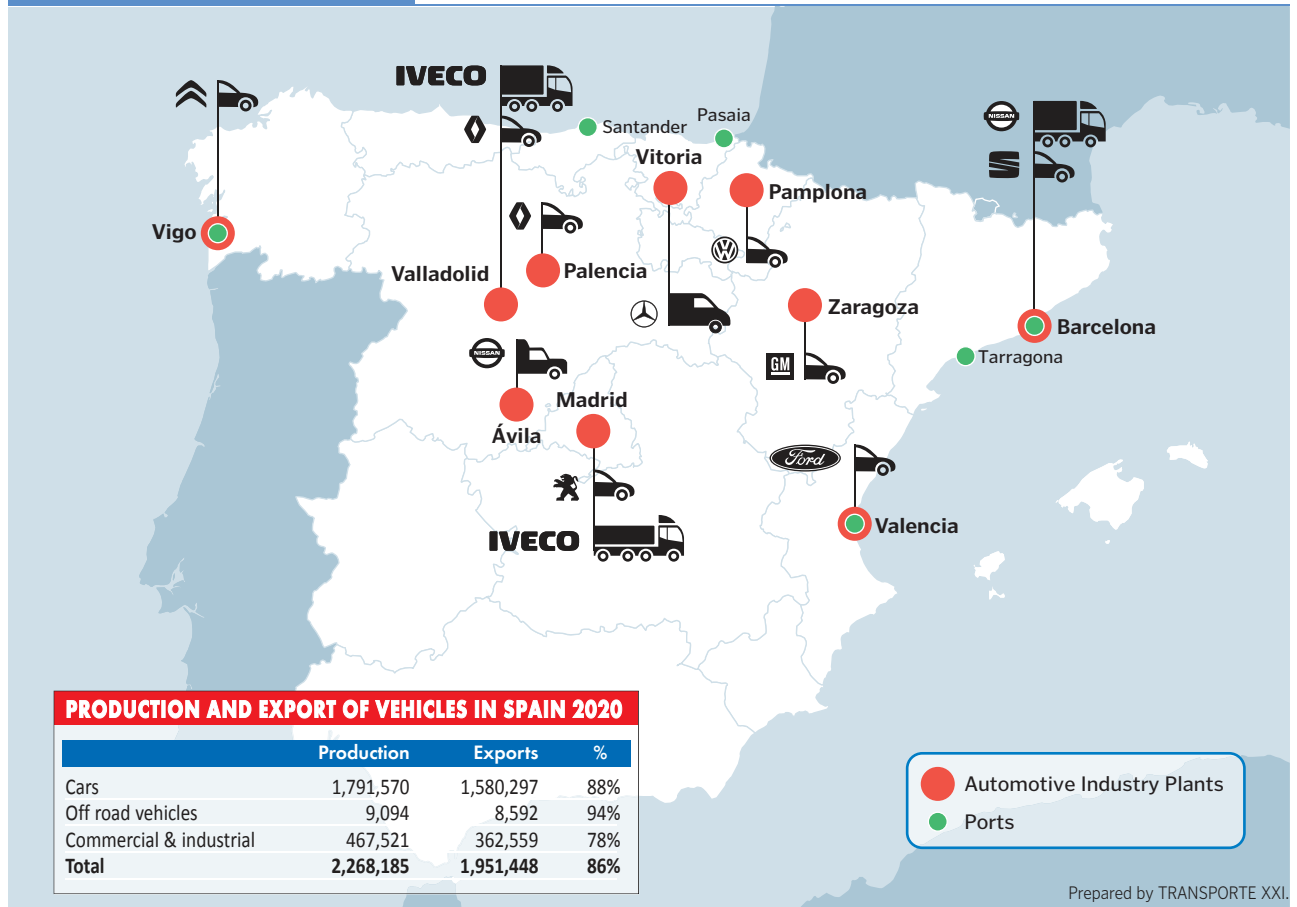 IVECO
NISSAN
Pasaia
Santander
Vitoria
Pamplona
Vigo
Valladolid
Palencia
Zaragoza
Barcelona
Tarragona
NISSAN
GM
Madrid
Ávila
Ford
IVECO
Valencia
PRODUCTION AND EXPORT OF VEHICLES IN SPAIN 2020
Production Exports %
Cars 1,791,570 1,580,297 88%
Off road vehicles 9,094 8,592 94%
Commercial & industrial 467,521 362,559 78%
Total 2,268,185 1,951,448 86%
Automotive Industry Plants
Ports
Prepared by TRANSPORTE XXI.